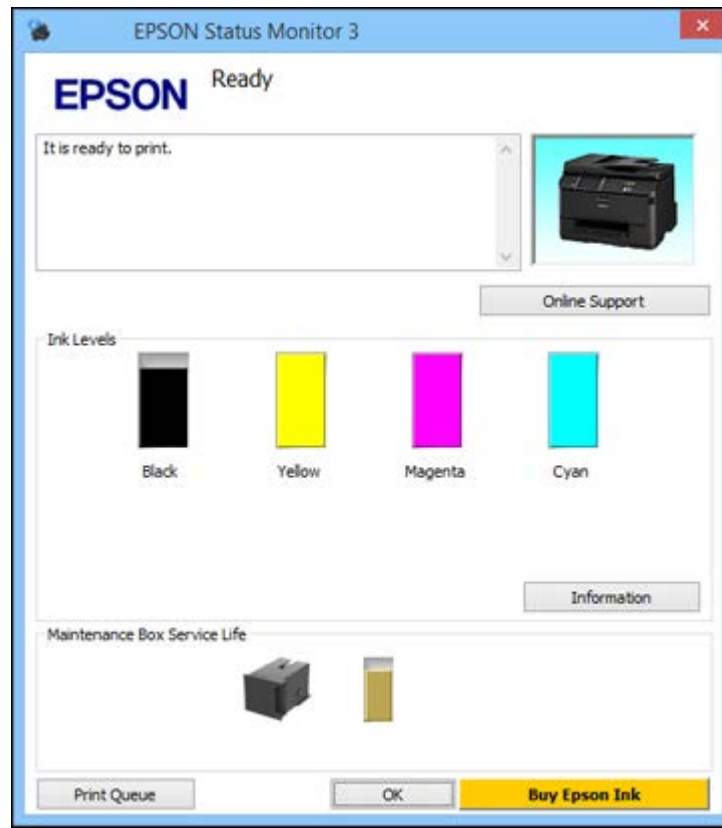 EPSON Status Monitor 3
EPSON
Ready
It is ready to print.
Online Support
Ink Levels
Black Yellow Magenta Cyan
Information
Maintenance Box Service Life
Print Queue OK Buy Epson Ink